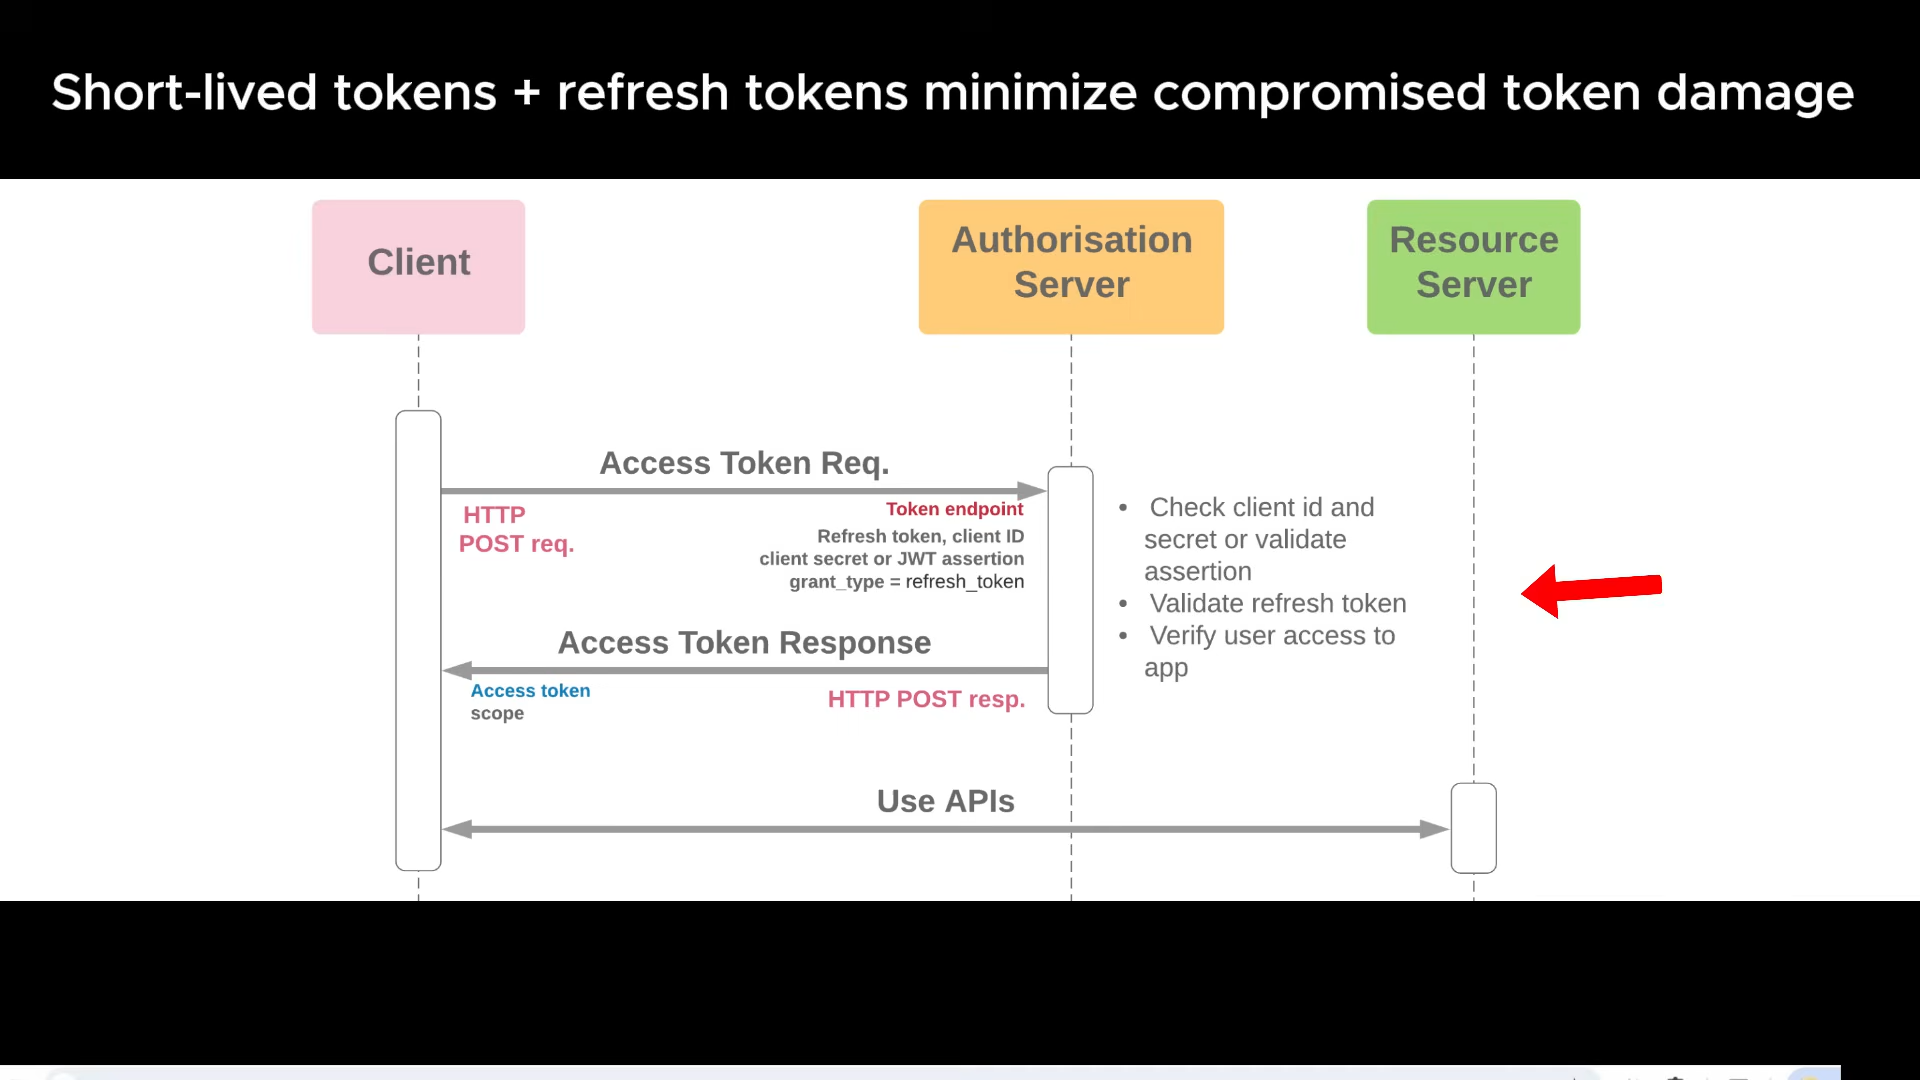 Short-lived tokens + refresh tokens minimize compromised token damage
Client
Authorisation
Server
Resource
Server
Access Token Req.
HTTP
POST req.
Token endpoint
Refresh token, client ID
client secret or JWT assertion
grant_type = refresh_token
• Check client id and
secret or validate
assertion
• Validate refresh token
• Verify user access to
app
Access Token Response
Access token
scope
HTTP POST resp.
Use APIs